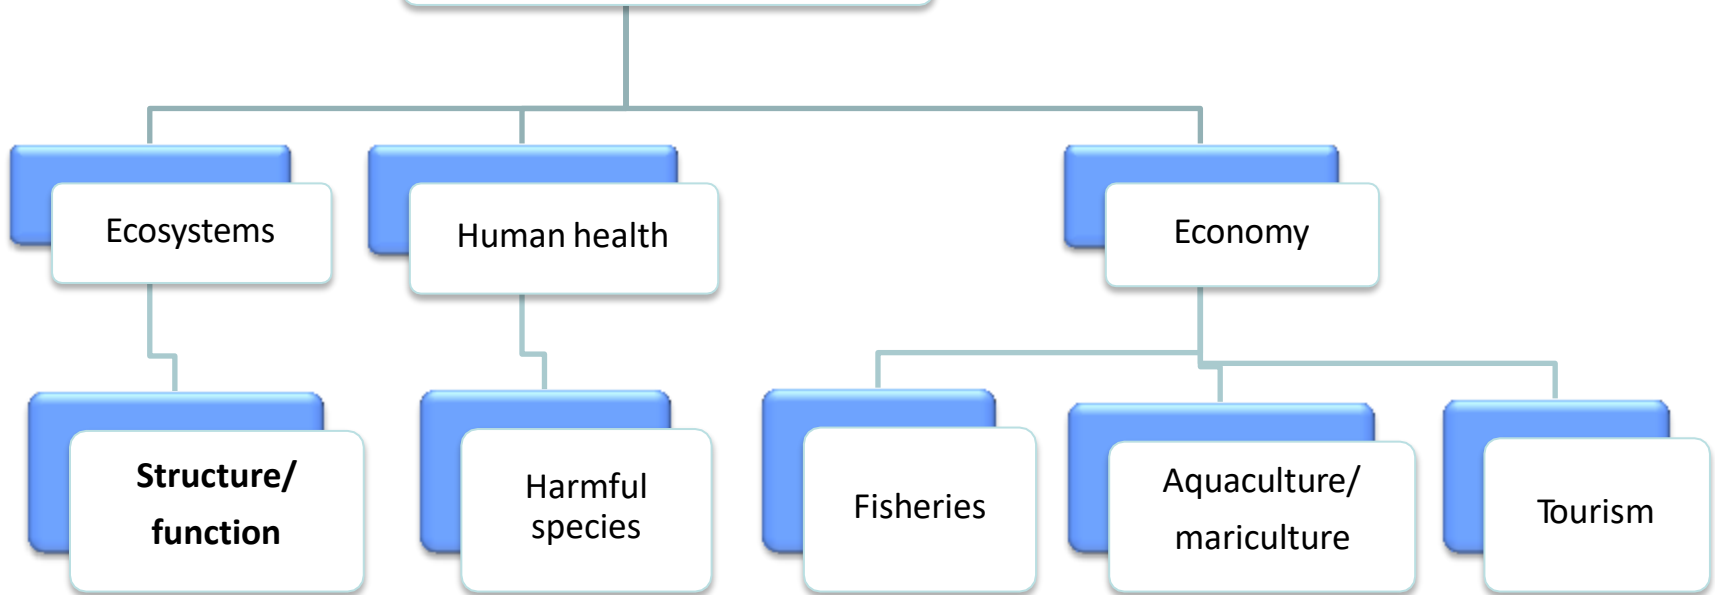 Ecosystems
Human health
Economy
Structure/
function
Harmful
species
Fisheries
Aquaculture/
mariculture
Tourism